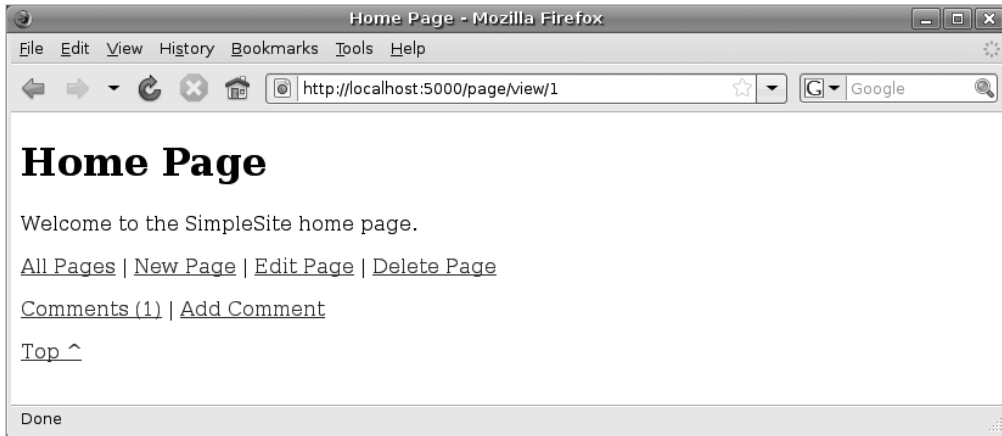 Home Page - Mozilla Firefox
File Edit View History Bookmarks Tools Help
http://localhost:5000/page/view/1 G Google
Home Page
Welcome to the SimpleSite home page.
All Pages | New Page | Edit Page | Delete Page
Comments (1) | Add Comment
Top ^
Done